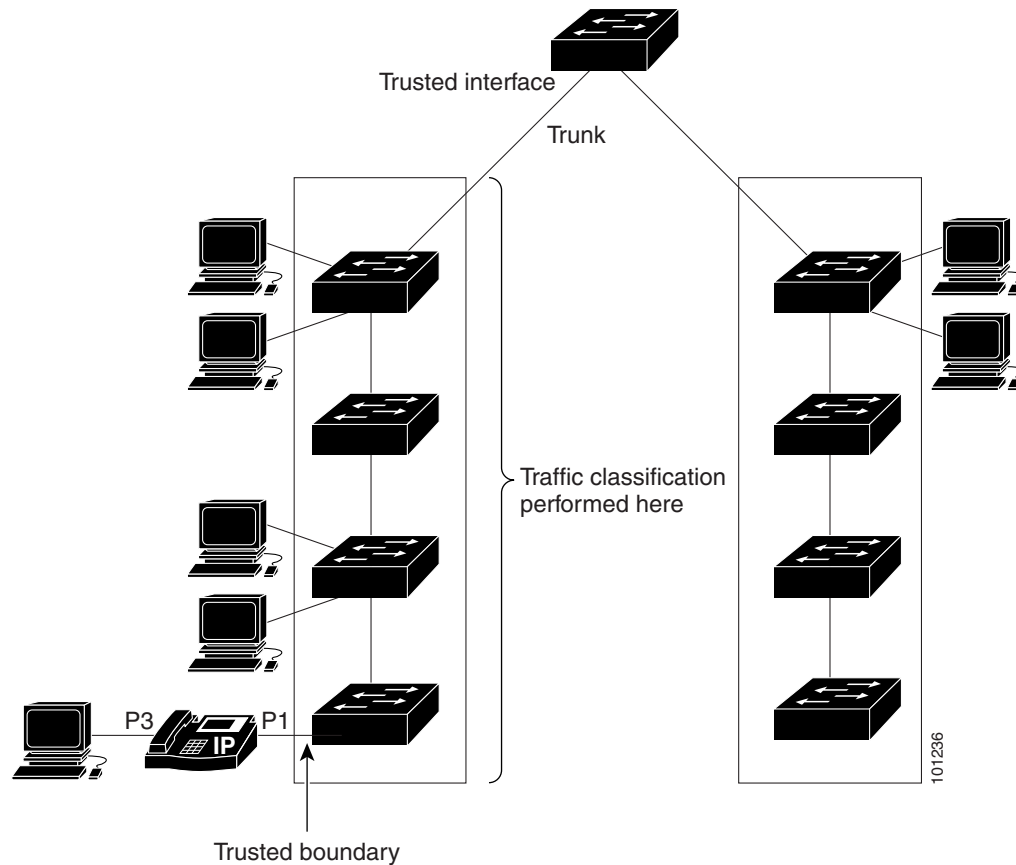 Trusted interface
Trunk
Traffic classification
performed here
P3
IP
P1
101236
Trusted boundary